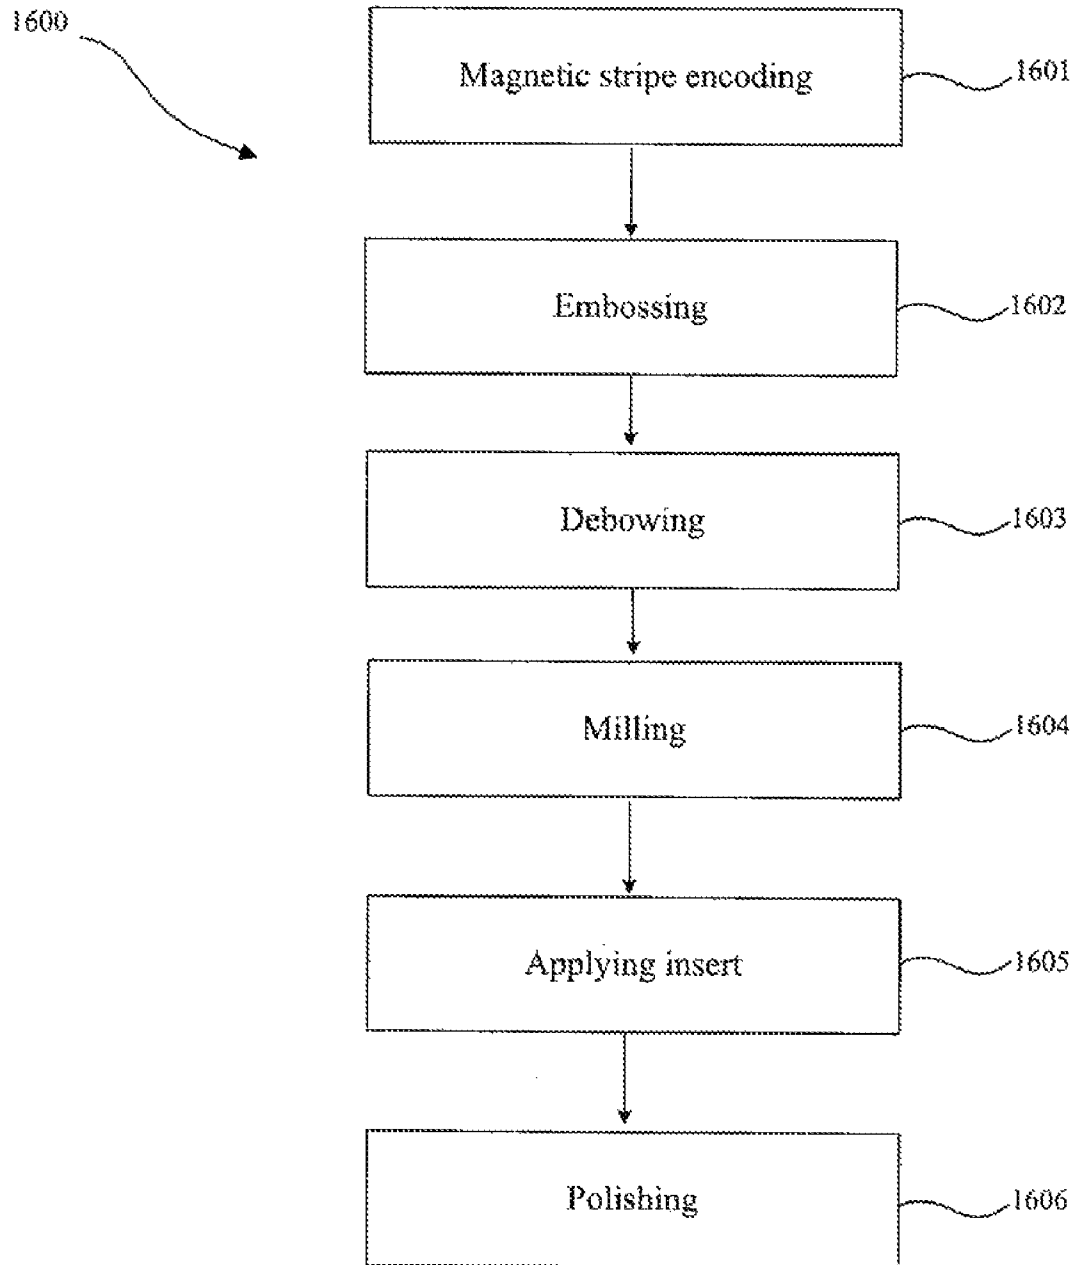 1600
Magnetic stripe encoding
1601
Embossing
1602
Debowing
1603
Milling
1604
Applying insert
1605
Polishing
1606